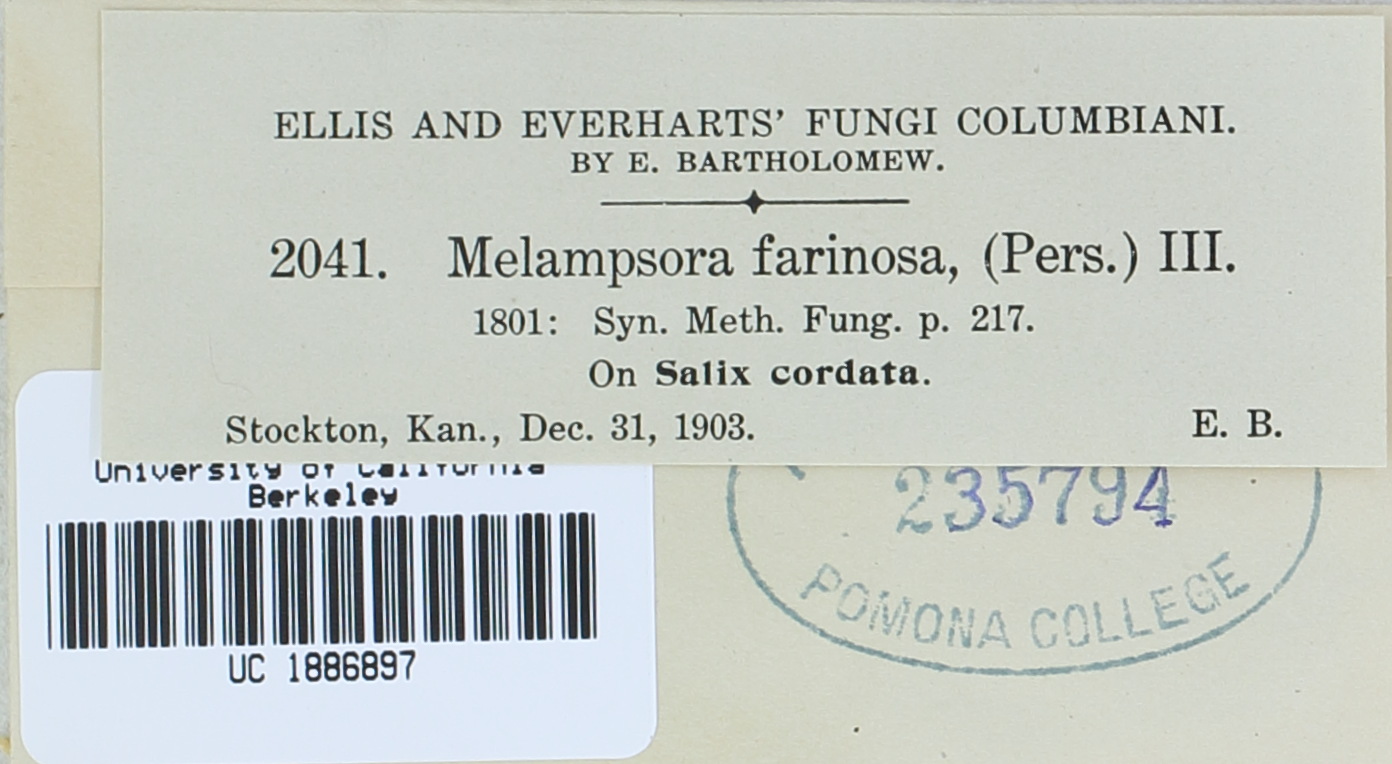 ELLIS AND EVERHARTS' FUNGI COLUMBIANI.
BY E. BARTHOLOMEW.
2041. Melampsora farinosa, (Pers.) III.
1801: Syn. Meth. Fung. p. 217.
On Salix cordata.
Stockton, Kan., Dec. 31, 1903. E. B.
University of California
Berkeley
UC 1886897
235794
POMONA COLLEGE